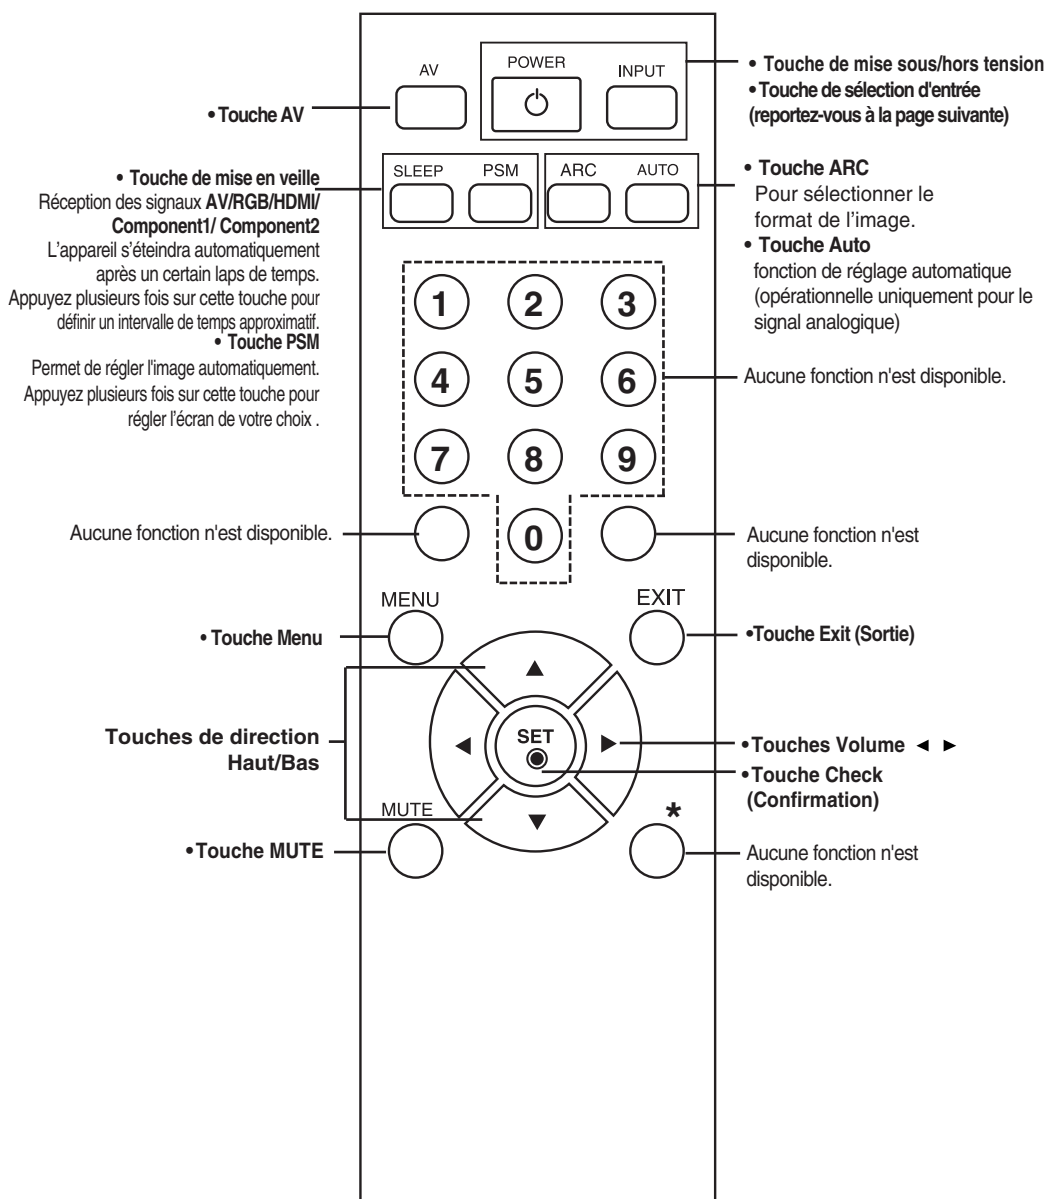 AV
POWER
INPUT
• Touche AV
• Touche de mise sous/hors tension
• Touche de sélection d'entrée
(reportez-vous à la page suivante)
SLEEP
PSM
ARC
AUTO
• Touche de mise en veille
Réception des signaux AV/RGB/HDMI/
Component1/ Component2
L'appareil s'éteindra automatiquement
après un certain laps de temps.
Appuyez plusieurs fois sur cette touche pour
définir un intervalle de temps approximatif.
• Touche PSM
Permet de régler l'image automatiquement.
Appuyez plusieurs fois sur cette touche pour
régler l'écran de votre choix .
• Touche ARC
Pour sélectionner le
format de l'image.
• Touche Auto
fonction de réglage automatique
(opérationnelle uniquement pour le
signal analogique)
1 2 3
4 5 6
7 8 9
0
Aucune fonction n'est disponible.
Aucune fonction n'est disponible.
Aucune fonction n'est
disponible.
MENU
EXIT
• Touche Menu
•Touche Exit (Sortie)
SET
Touches de direction
Haut/Bas
• Touches Volume ◄ ►
• Touche Check
(Confirmation)
MUTE
*
• Touche MUTE
Aucune fonction n'est
disponible.